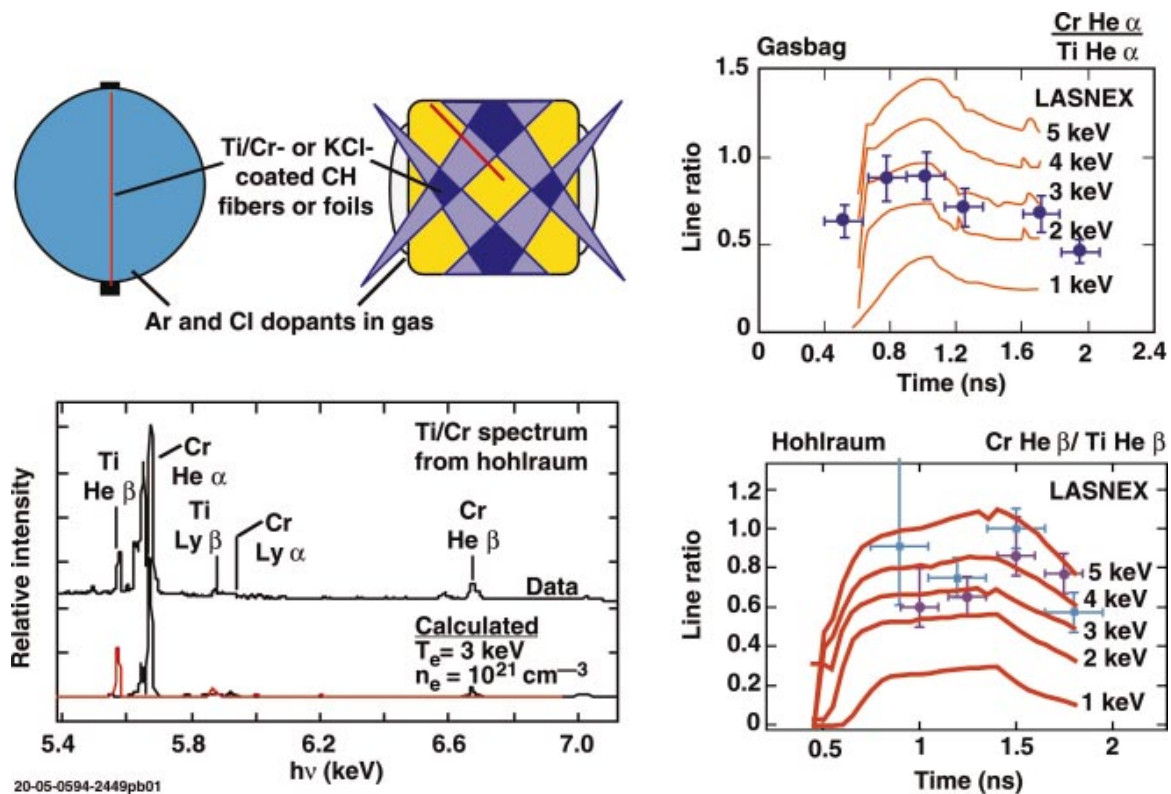 Ti/Cr- or KCl-
coated CH
fibers or foils
Ar and Cl dopants in gas
Gasbag
Cr He α
Ti He α
1.5
1.0
0.5
0
Line ratio
LASNEX
5 keV
4 keV
3 keV
2 keV
1 keV
0 0.4 0.8 1.2 1.6 2 2.4
Time (ns)
Relative intensity
Ti
He β
Cr
He α
Ti
Ly β
Cr
Ly α
Cr
He β
Ti/Cr spectrum
from hohlraum
Data
Calculated
Te= 3 keV
ne = 10²¹ cm—³
5.4 5.8 6.2 6.6 7.0
hν (keV)
20-05-0594-2449pb01
Hohlraum
Cr He β/ Ti He β
1.2
1.0
0.8
0.6
0.4
0.2
0
Line ratio
LASNEX
5 keV
4 keV
3 keV
2 keV
1 keV
0.5 1 1.5 2
Time (ns)